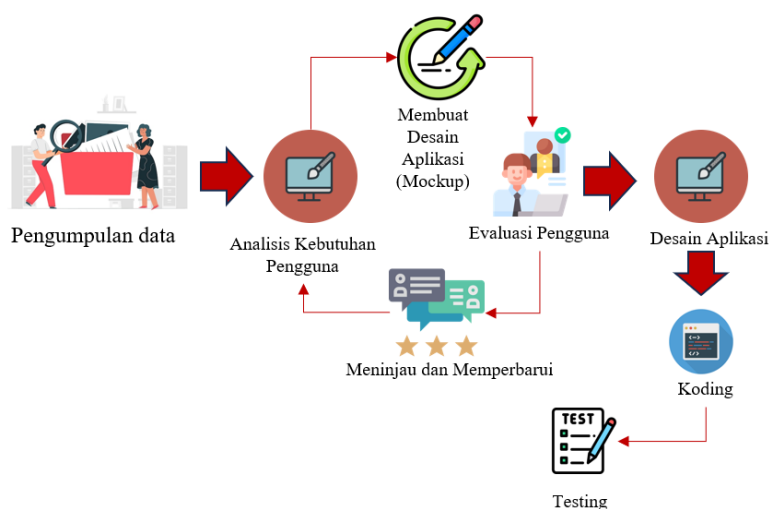 Pengumpulan data
Analisis Kebutuhan
Pengguna
Membuat
Desain
Aplikasi
(Mockup)
Evaluasi Pengguna
Meninjau dan Memperbarui
Desain Aplikasi
Koding
TEST
Testing